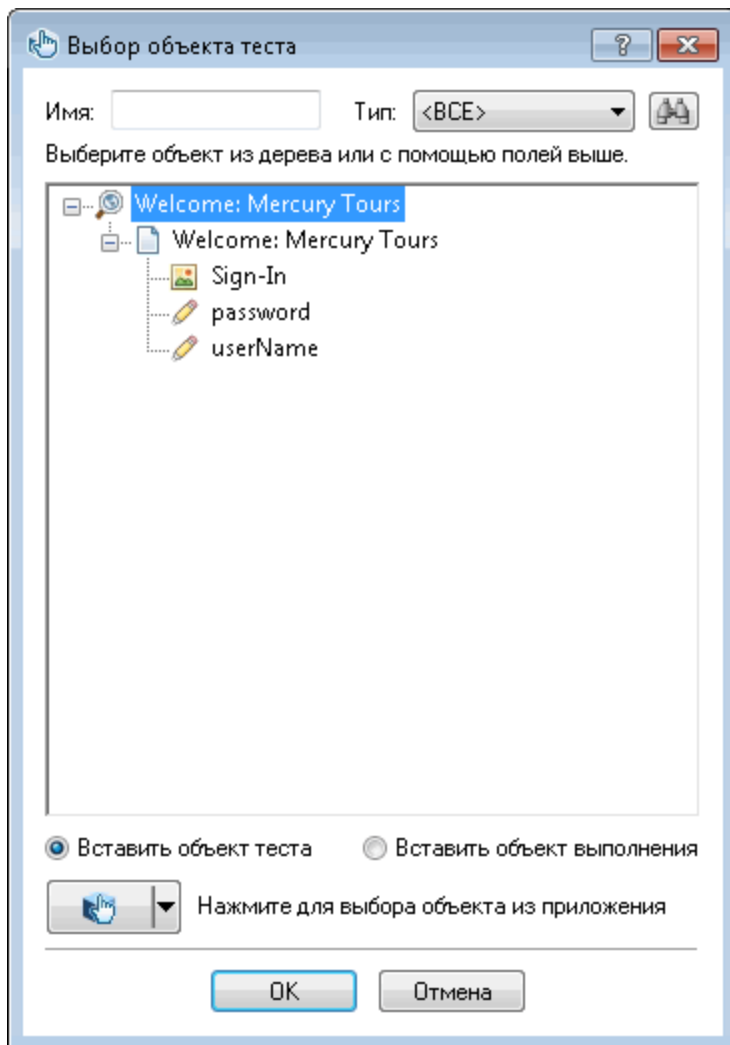 Выбор объекта теста
Имя: Тип: <ВСЕ>
Выберите объект из дерева или с помощью полей выше.
Welcome: Mercury Tours
Welcome: Mercury Tours
Sign-In
password
userName
Вставить объект теста Вставить объект выполнения
Нажмите для выбора объекта из приложения
OK Отмена